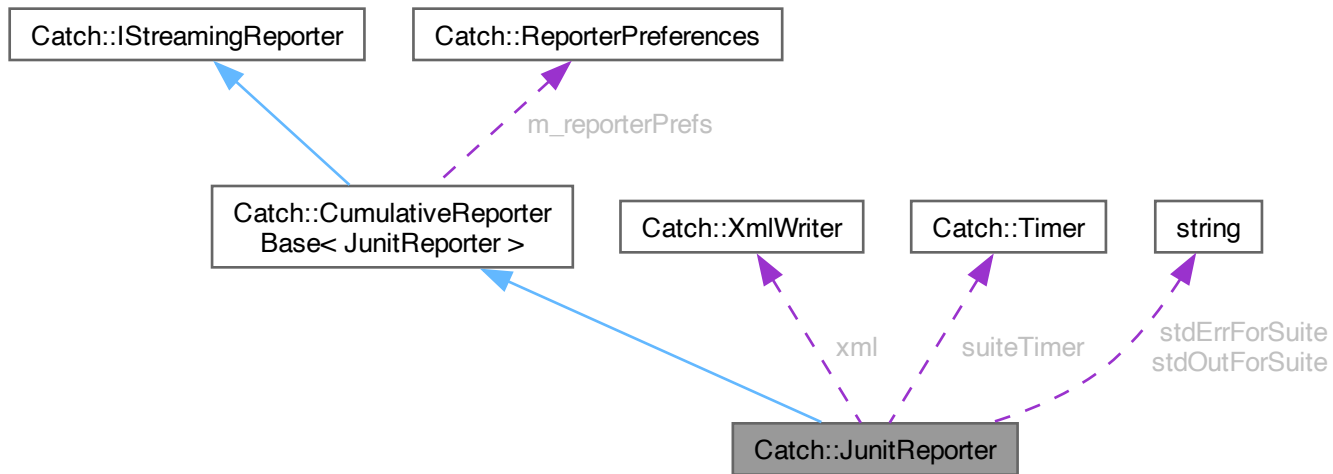 Catch::IStreamingReporter
Catch::ReporterPreferences
m_reporterPrefs
Catch::CumulativeReporter
Base< JunitReporter >
Catch::XmlWriter
Catch::Timer
string
xml
suiteTimer
stdErrForSuite
stdOutForSuite
Catch::JunitReporter